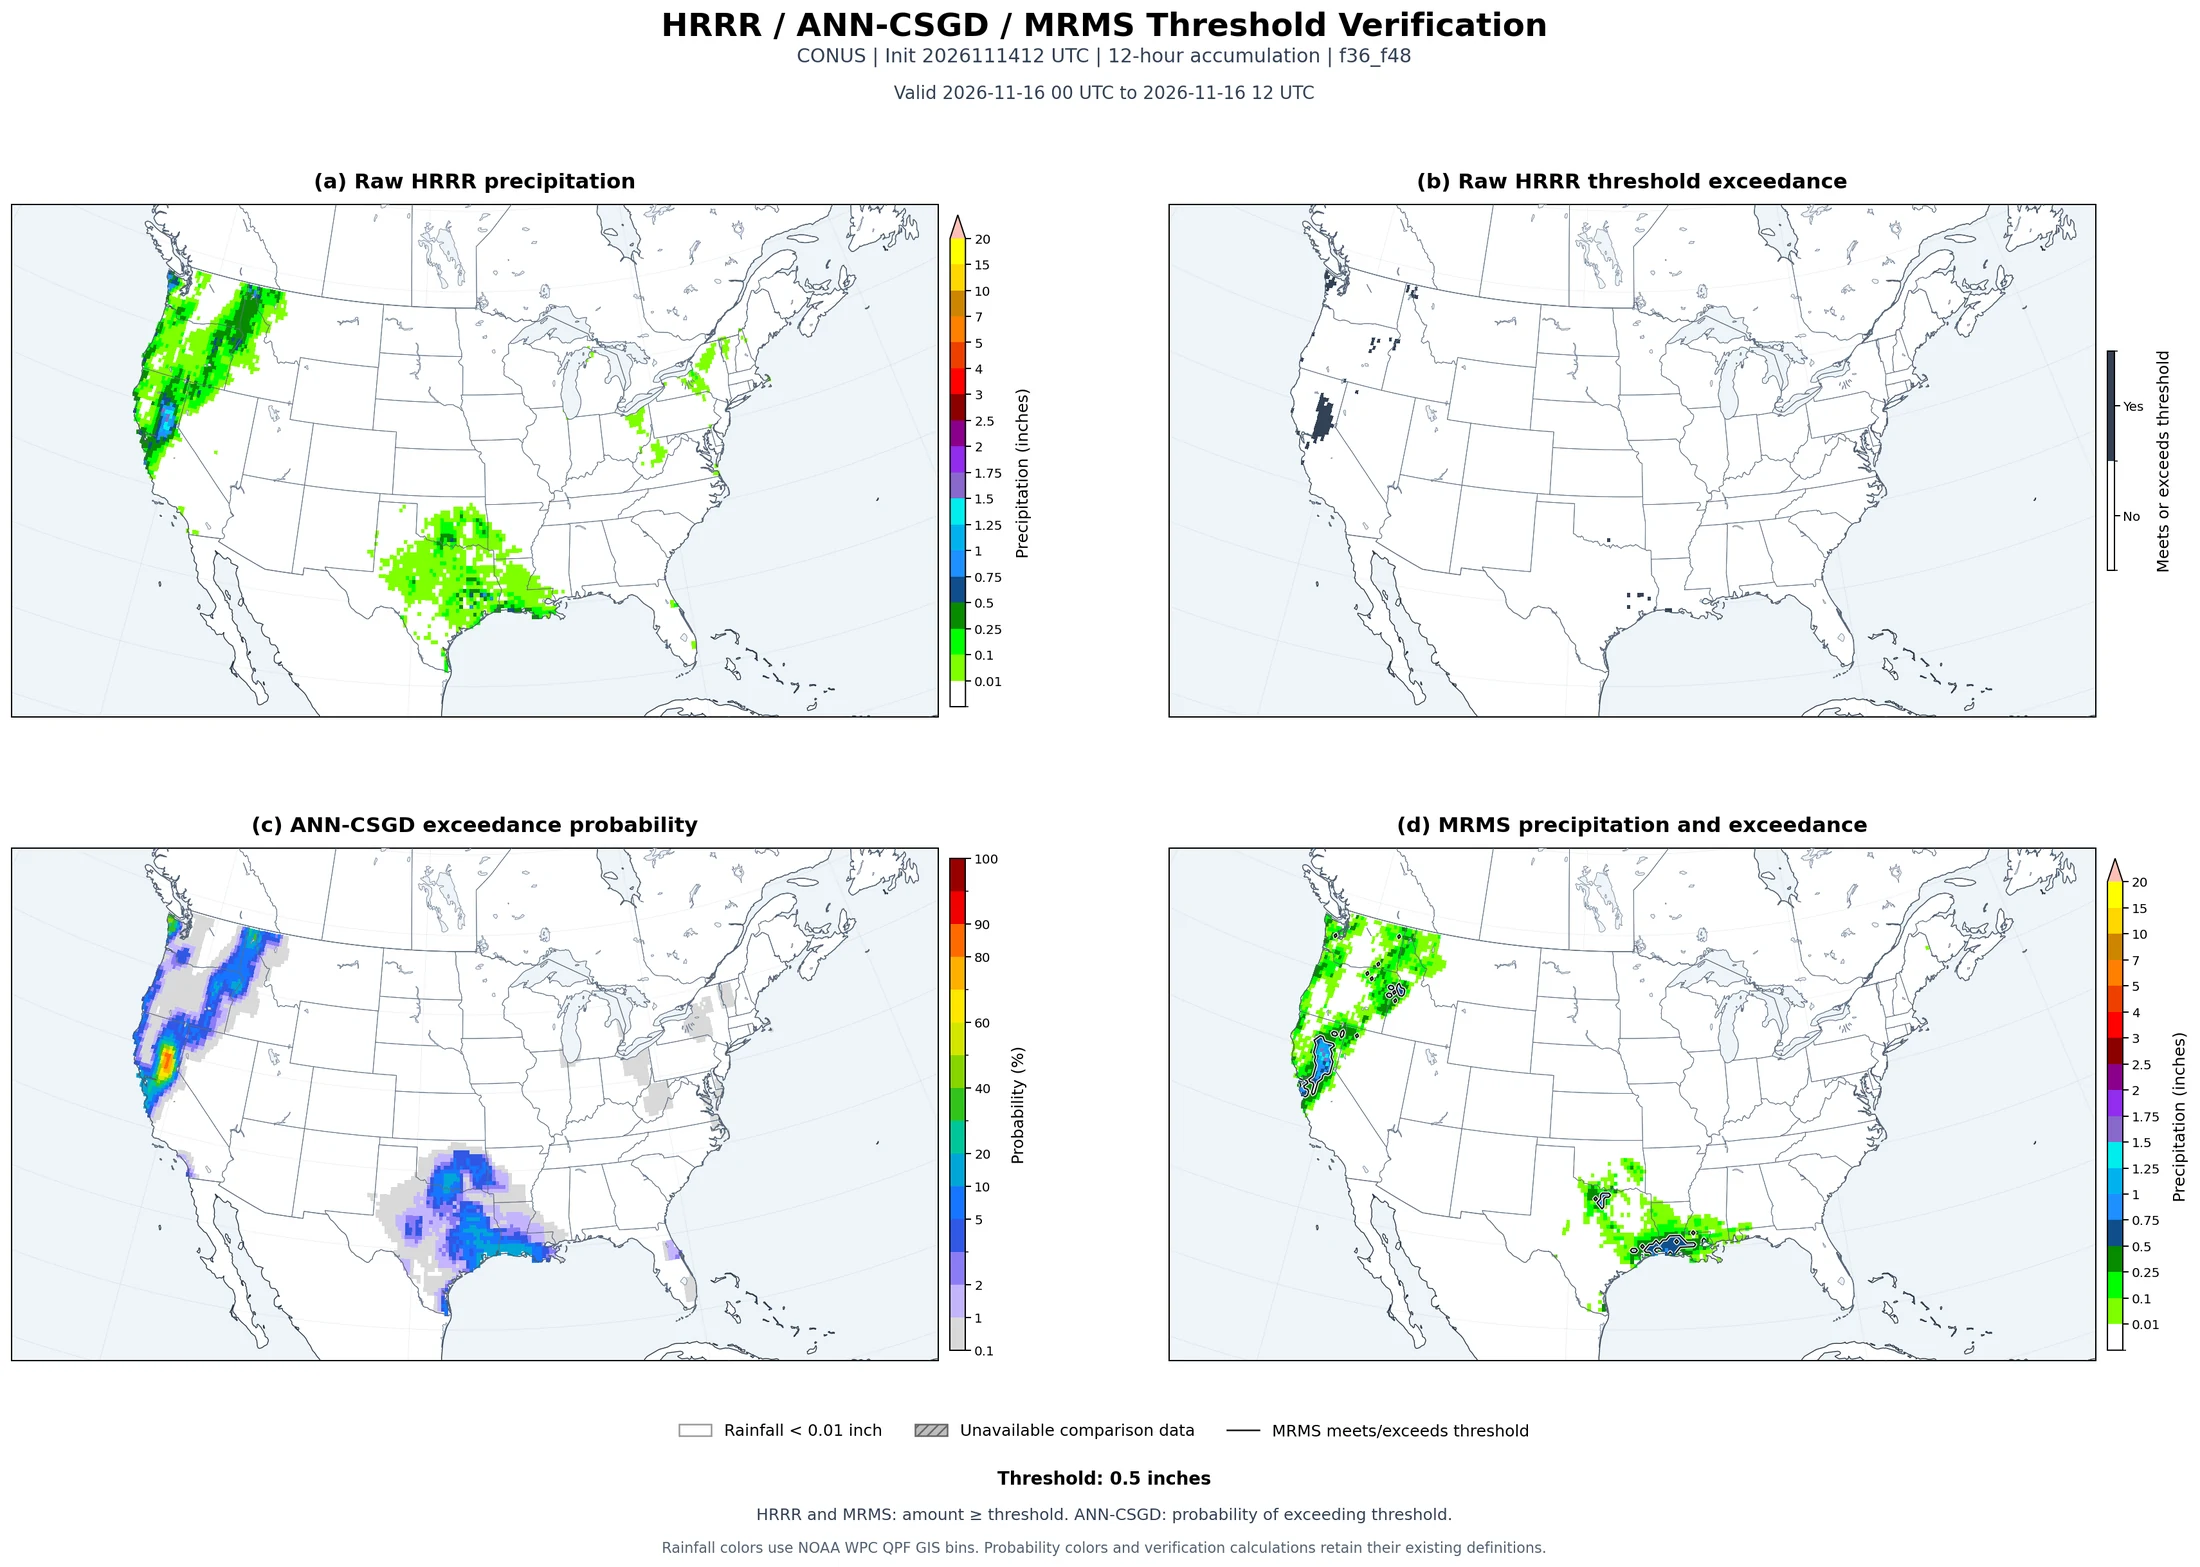 HRRR / ANN-CSGD / MRMS Threshold Verification
CONUS | Init 2026111412 UTC | 12-hour accumulation | f36_f48
Valid 2026-11-16 00 UTC to 2026-11-16 12 UTC
(a) Raw HRRR precipitation
20
15
10
7
5
4
3
2.5
2
1.75
1.5
1.25
1
0.75
0.5
0.25
0.1
0.01
Precipitation (inches)
(b) Raw HRRR threshold exceedance
Yes
No
Meets or exceeds threshold
(c) ANN-CSGD exceedance probability
100
90
80
60
40
20
10
5
2
1
0.1
Probability (%)
(d) MRMS precipitation and exceedance
20
15
10
7
5
4
3
2.5
2
1.75
1.5
1.25
1
0.75
0.5
0.25
0.1
0.01
Precipitation (inches)
Rainfall < 0.01 inch
Unavailable comparison data
MRMS meets/exceeds threshold
Threshold: 0.5 inches
HRRR and MRMS: amount ≥ threshold. ANN-CSGD: probability of exceeding threshold.
Rainfall colors use NOAA WPC QPF GIS bins. Probability colors and verification calculations retain their existing definitions.